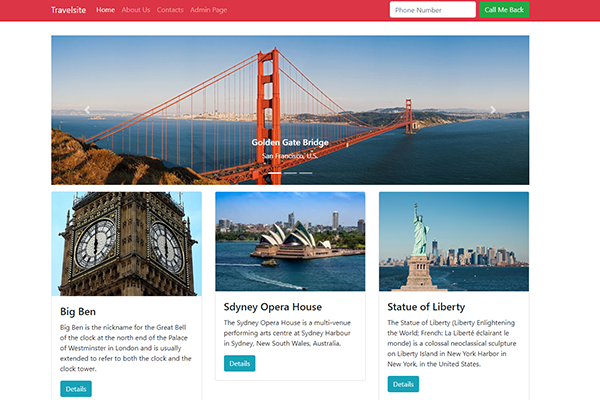 Travelsite Home About Us Contacts Admin Page Phone Number Call Me Back
Golden Gate Bridge
San Francisco, U.S.
Big Ben
Big Ben is the nickname for the Great Bell
of the clock at the north end of the Palace
of Westminster in London and is usually
extended to refer to both the clock and the
clock tower.
Details
Sdyney Opera House
The Sydney Opera House is a multi-venue
performing arts centre at Sydney Harbour
in Sydney, New South Wales, Australia.
Details
Statue of Liberty
The Statue of Liberty (Liberty Enlightening
the World; French: La Liberté éclairant le
monde) is a colossal neoclassical sculpture
on Liberty Island in New York Harbor in
New York, in the United States.
Details